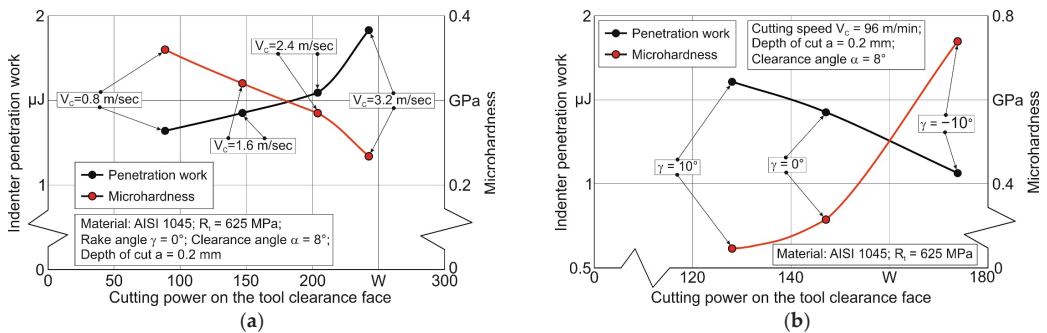 (a)
2
µJ
1
0
Indenter penetration work
0.4
GPa
0.2
0
Microhardness
V_C=2.4 m/sec
V_C=0.8 m/sec
V_C=3.2 m/sec
V_C=1.6 m/sec
Penetration work
Microhardness
Material: AISI 1045; R_t = 625 MPa;
Rake angle γ = 0°; Clearance angle α = 8°;
Depth of cut a = 0.2 mm
0 50 100 150 200 W 300
Cutting power on the tool clearance face
(a)
(b)
2
µJ
1
0.5
Indenter penetration work
0.8
GPa
0.4
0
Microhardness
Penetration work
Microhardness
Cutting speed V_C = 96 m/min;
Depth of cut a = 0.2 mm;
Clearance angle α = 8°
γ = −10°
γ = 10°
γ = 0°
Material: AISI 1045; R_t = 625 MPa
0 120 140 W 180
Cutting power on the tool clearance face
(b)